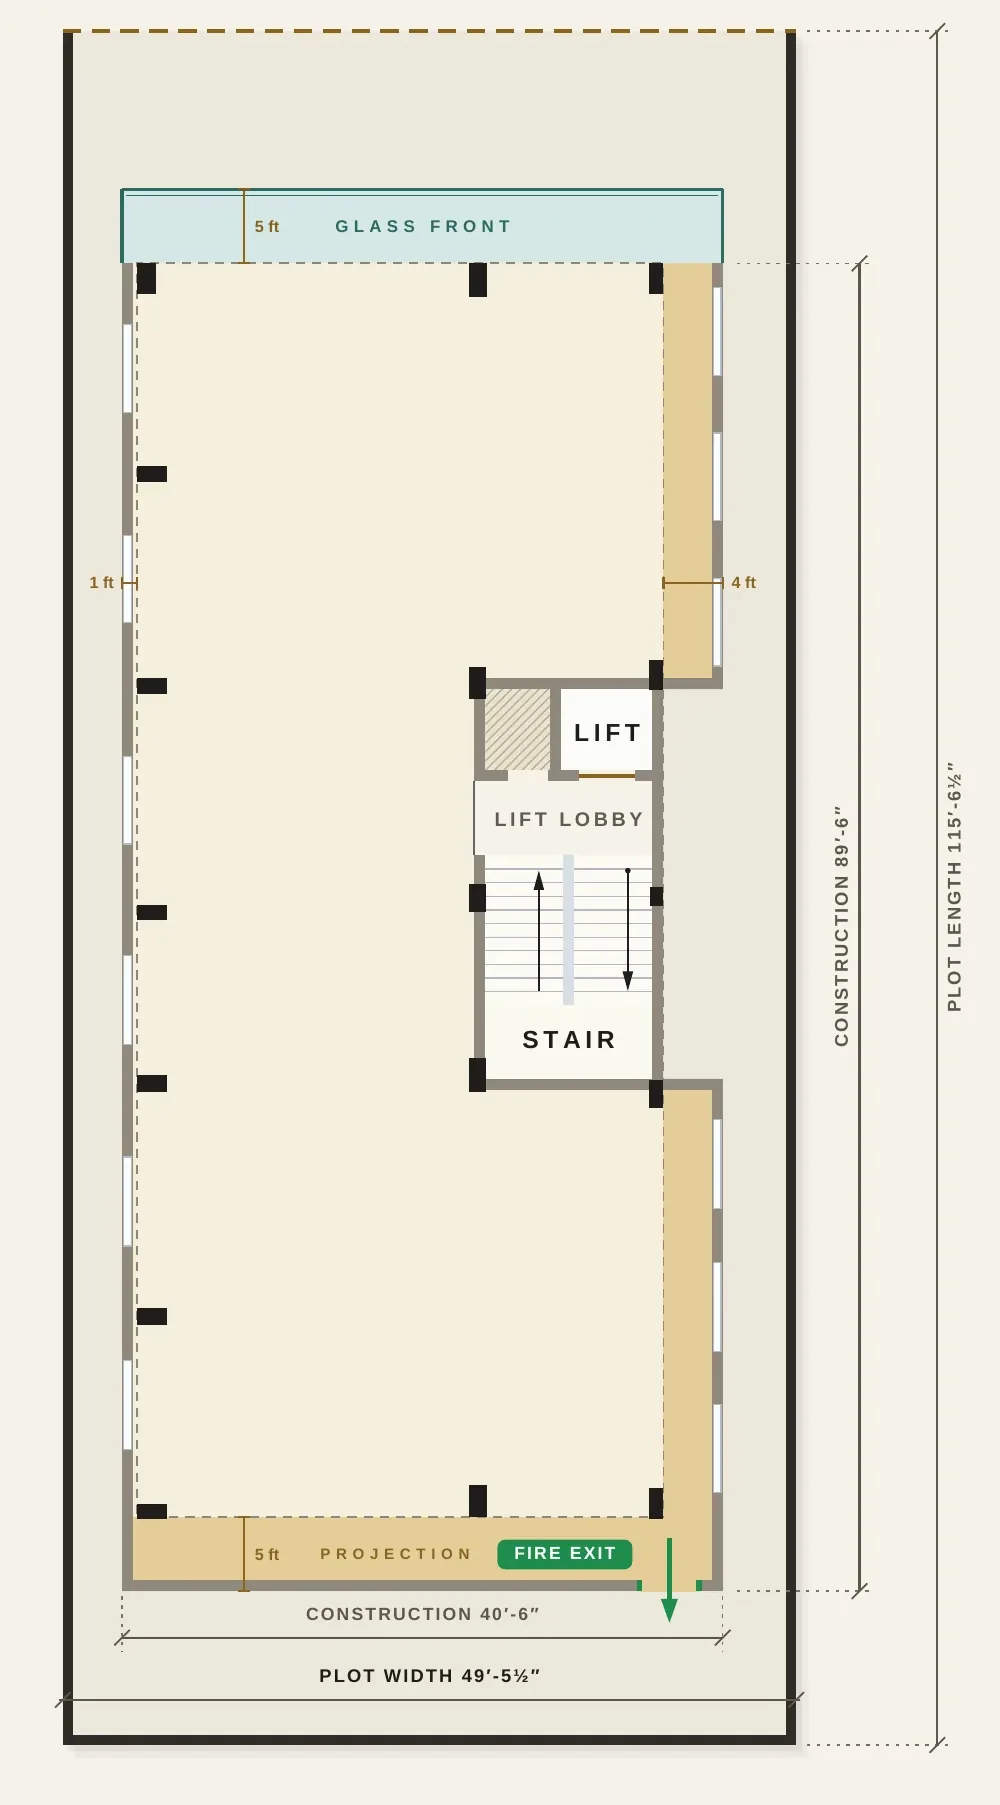 5 ft
GLASS FRONT
1 ft
4 ft
LIFT
LIFT LOBBY
STAIR
CONSTRUCTION 89′-6″
PLOT LENGTH 115′-6½″
5 ft
PROJECTION
FIRE EXIT
CONSTRUCTION 40′-6″
PLOT WIDTH 49′-5½″